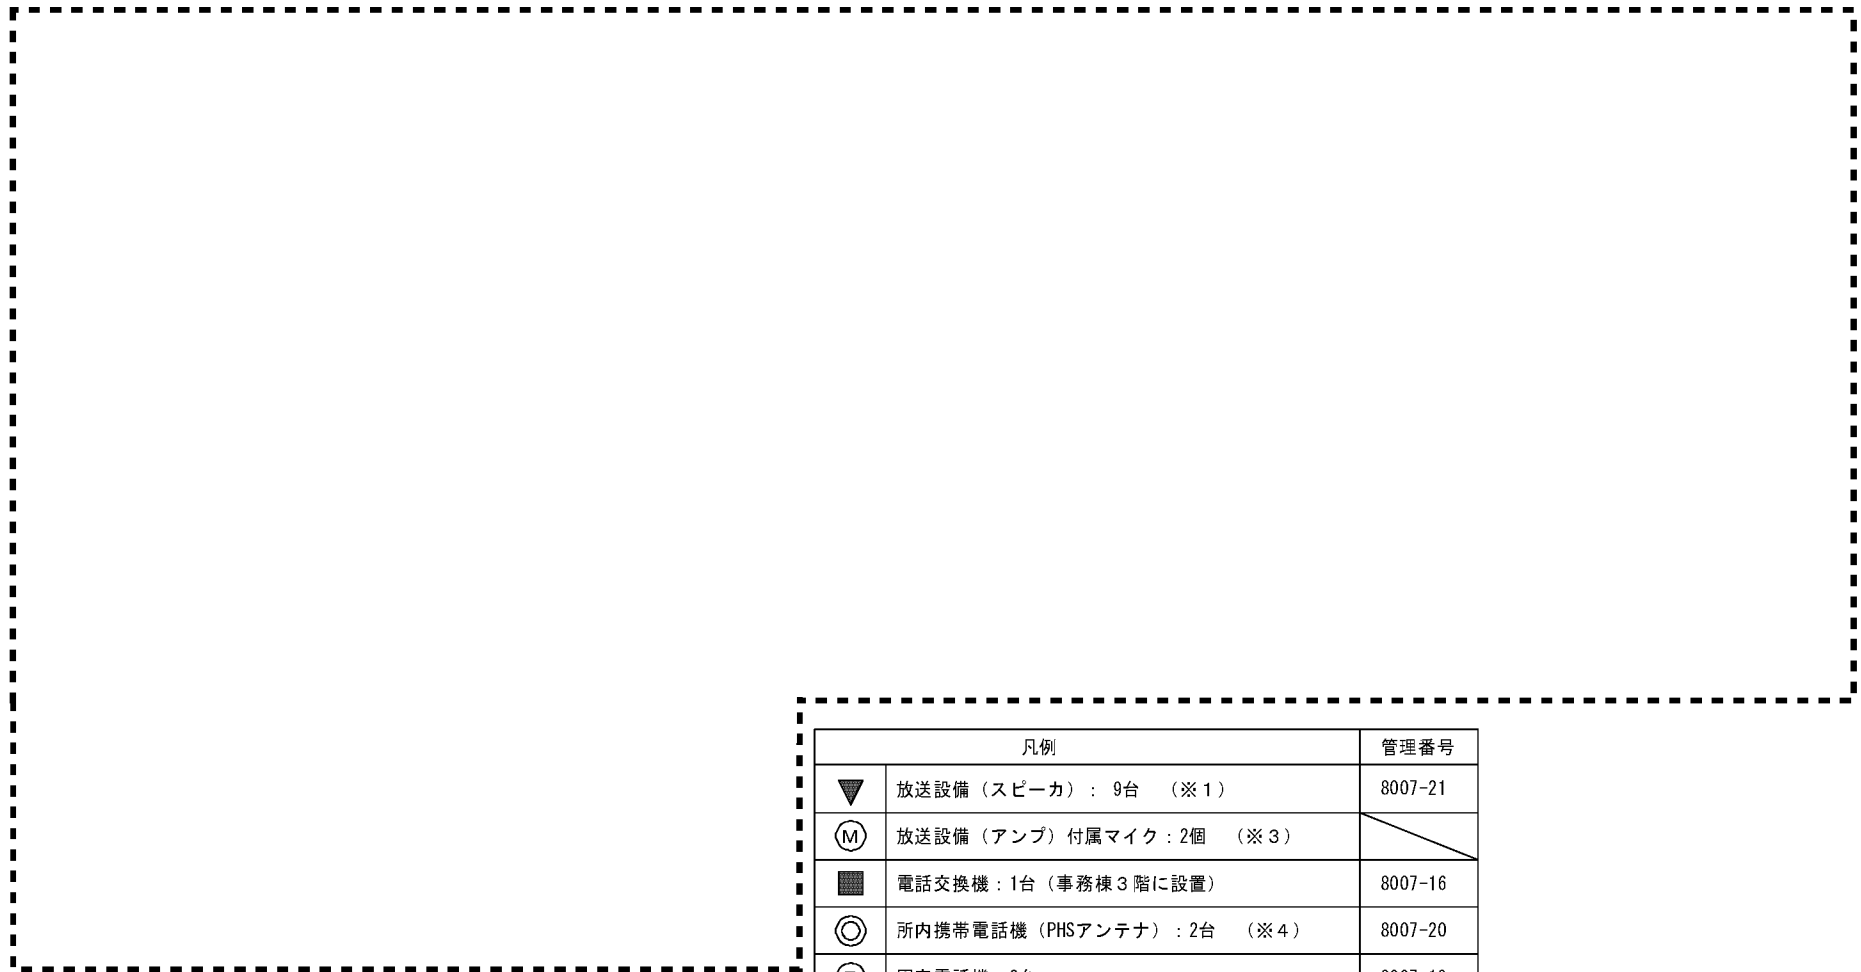 凡例 管理番号
放送設備（スピーカ）： 9台 （※１） 8007-21
M 放送設備（アンプ）付属マイク：2個 （※３）
電話交換機：1台（事務棟３階に設置） 8007-16
所内携帯電話機（PHSアンテナ）：2台 （※４） 8007-20